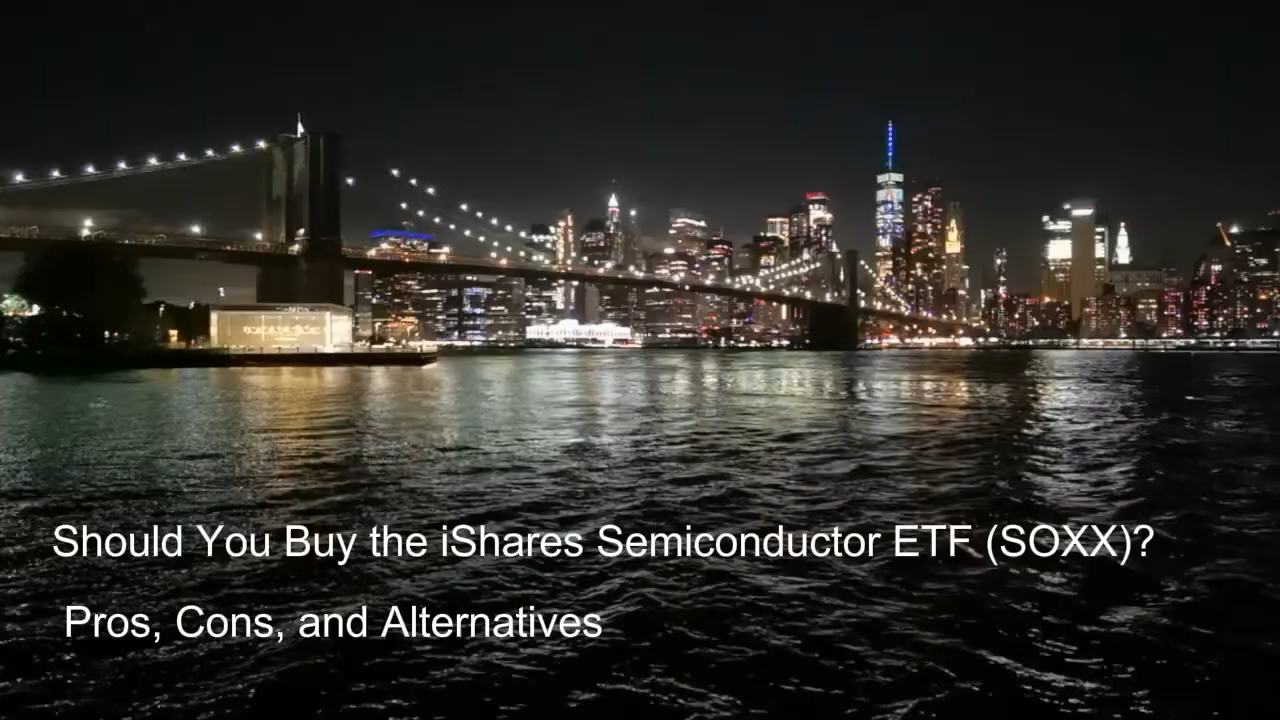 Should You Buy the iShares Semiconductor ETF (SOXX)?
Pros, Cons, and Alternatives